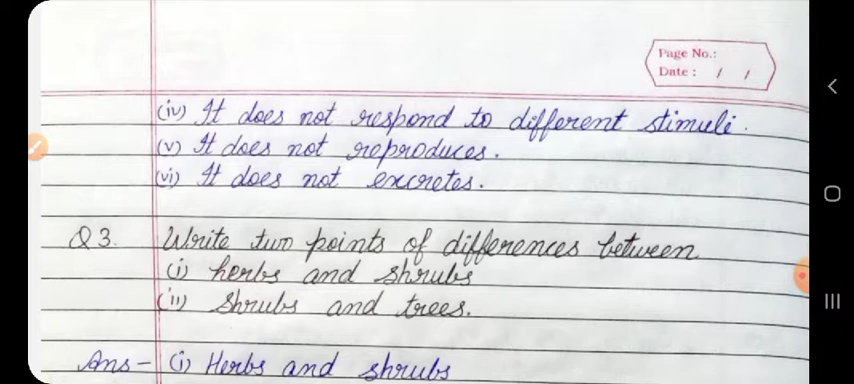 Page No.:
Date : / /
(iv) It does not respond to different stimuli.
(v) It does not reproduces.
(vi) It does not excretes.
Q3. Write two points of differences between
(i) herbs and shrubs
(ii) Shrubs and trees.
Ans - (i) Herbs and shrubs